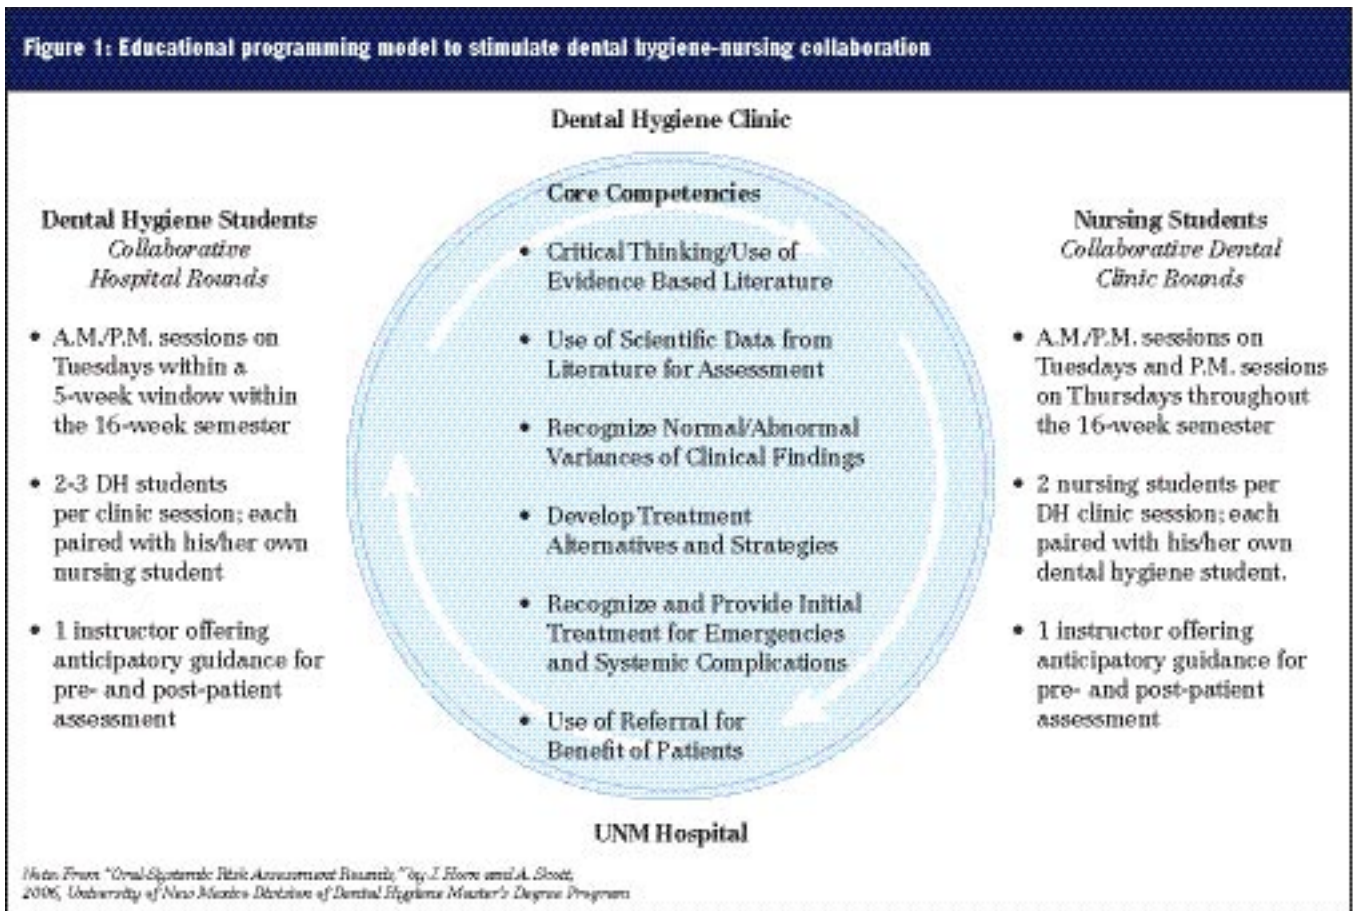 Figure 1: Educational programming model to stimulate dental hygiene-nursing collaboration
Dental Hygiene Clinic
Dental Hygiene Students
Collaborative
Hospital Rounds
• A.M./P.M. sessions on
Tuesdays within a
5-week window within
the 16-week semester
• 2-3 DH students
per clinic session; each
paired with his/her own
nursing student
• 1 instructor offering
anticipatory guidance for
pre- and post-patient
assessment
Core Competencies
• Critical Thinking/Use of
Evidence Based Literature
• Use of Scientific Data from
Literature for Assessment
• Recognize Normal/Abnormal
Variances of Clinical Findings
• Develop Treatment
Alternatives and Strategies
• Recognize and Provide Initial
Treatment for Emergencies
and Systemic Complications
• Use of Referral for
Benefit of Patients
Nursing Students
Collaborative Dental
Clinic Rounds
• A.M./P.M. sessions on
Tuesdays and P.M. sessions
on Thursdays throughout
the 16-week semester
• 2 nursing students per
DH clinic session; each
paired with his/her own
dental hygiene student.
• 1 instructor offering
anticipatory guidance for
pre- and post-patient
assessment
UNM Hospital
Note: From "Oral-Systemic Risk Assessment Rounds," by J. and A. Scott,
2006, University of New Mexico Division of Dental Hygiene Master's Degree Program